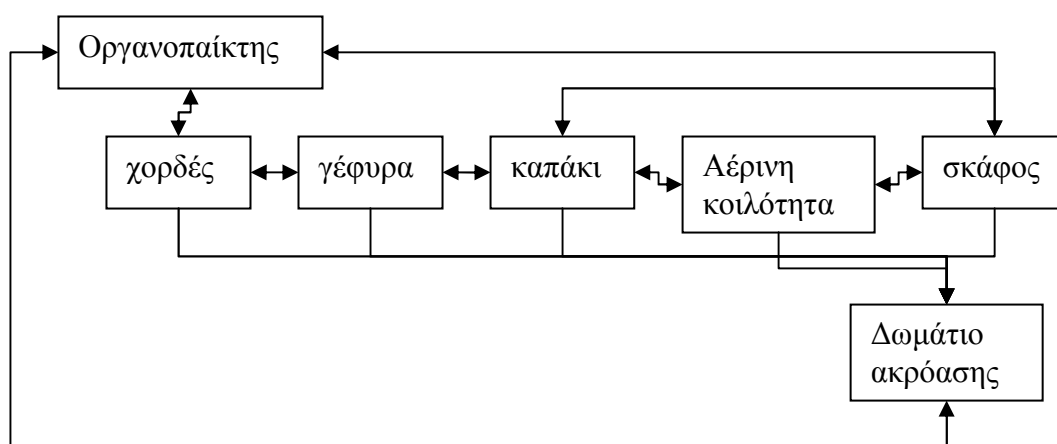 Οργανοπαίκτης
χορδές
γέφυρα
καπάκι
Αέρινη
κοιλότητα
σκάφος
Δωμάτιο
ακρόασης